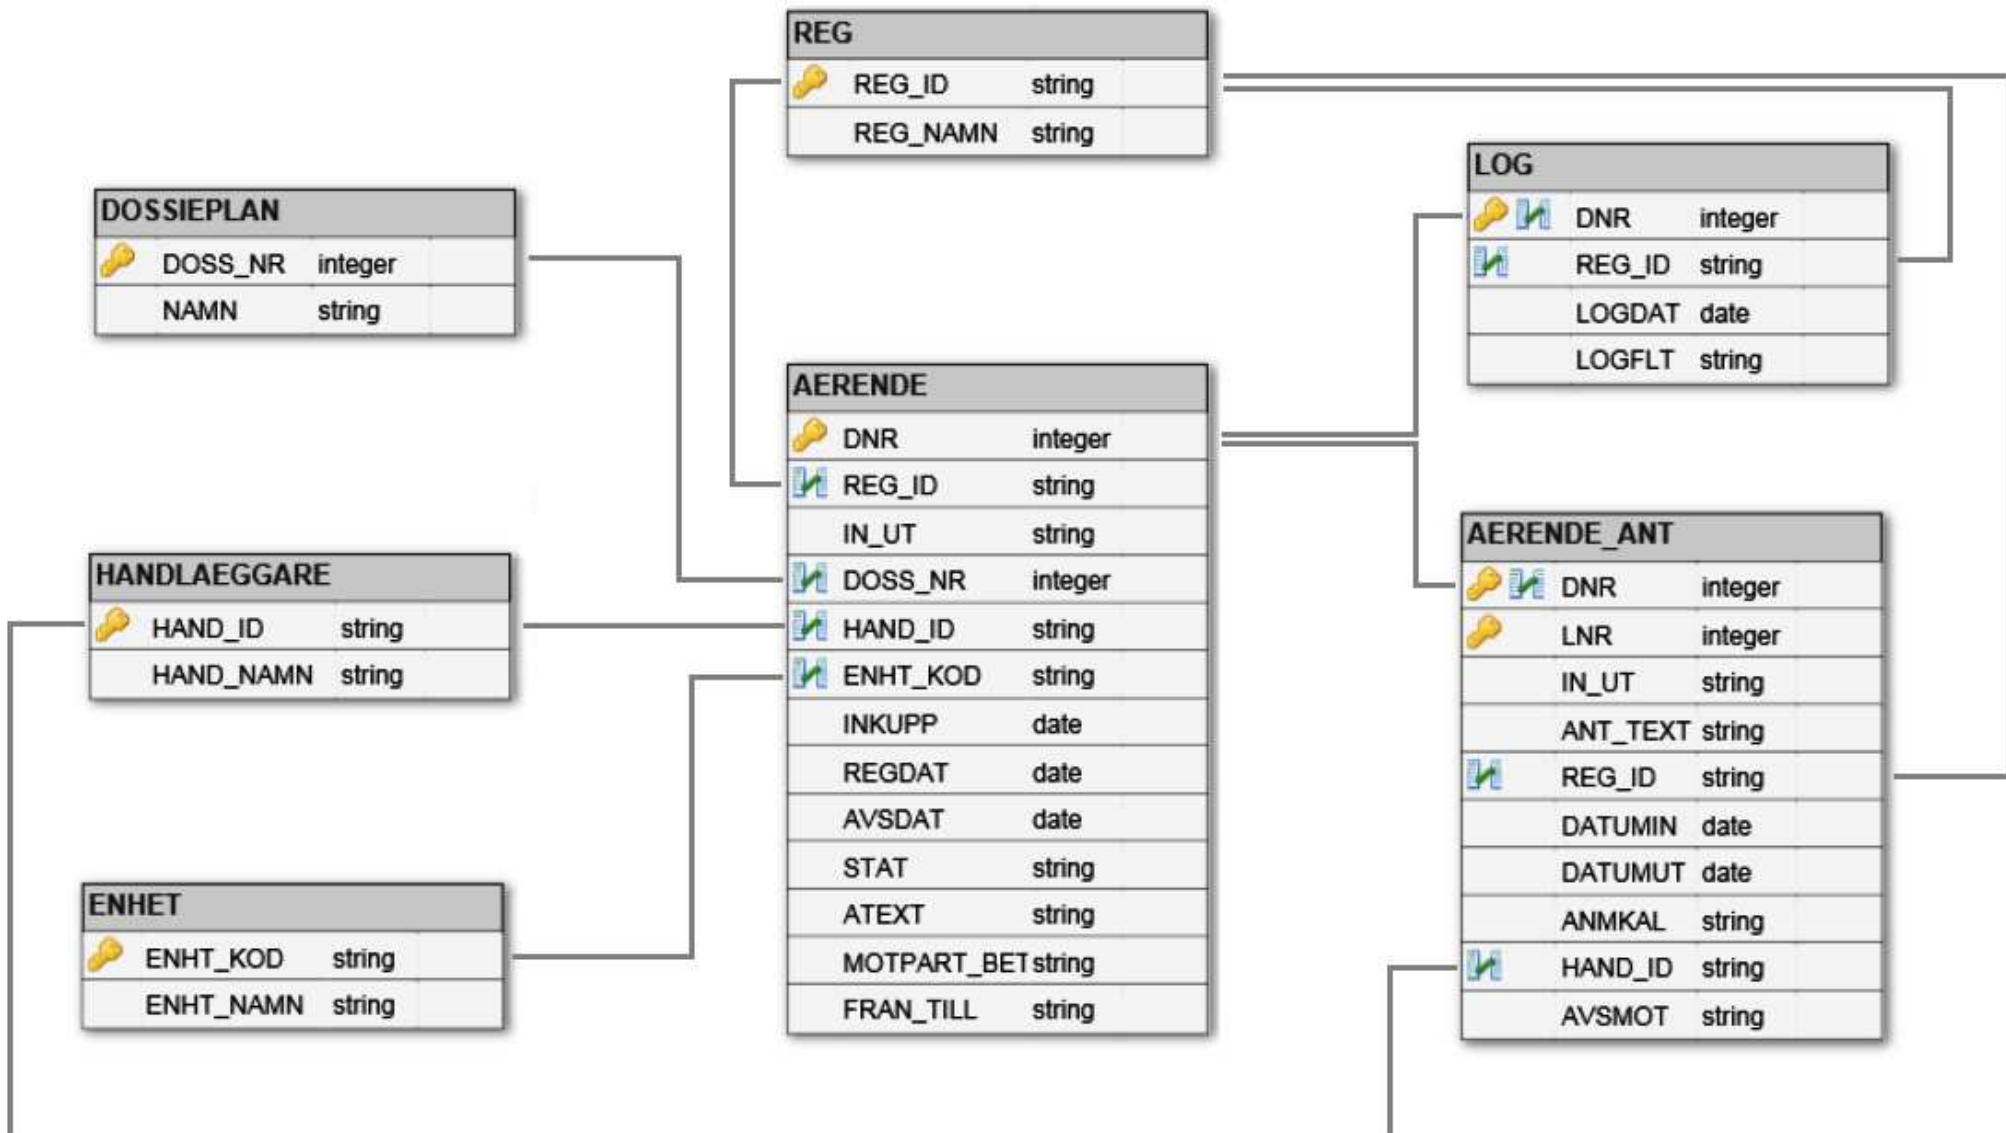 REG
REG_ID string
REG_NAMN string
DOSSIEPLAN
DOSS_NR integer
NAMN string
LOG
DNR integer
REG_ID string
LOGDAT date
LOGFLT string
AERENDE
DNR integer
REG_ID string
IN_UT string
DOSS_NR integer
HAND_ID string
ENHT_KOD string
INKUPP date
REGDAT date
AVSDAT date
STAT string
ATEXT string
MOTPART_BET string
FRAN_TILL string
HANDLAEGGARE
HAND_ID string
HAND_NAMN string
AERENDE_ANT
DNR integer
LNR integer
IN_UT string
ANT_TEXT string
REG_ID string
DATUMIN date
DATUMUT date
ANMKAL string
HAND_ID string
AVSMOT string
ENHET
ENHT_KOD string
ENHT_NAMN string